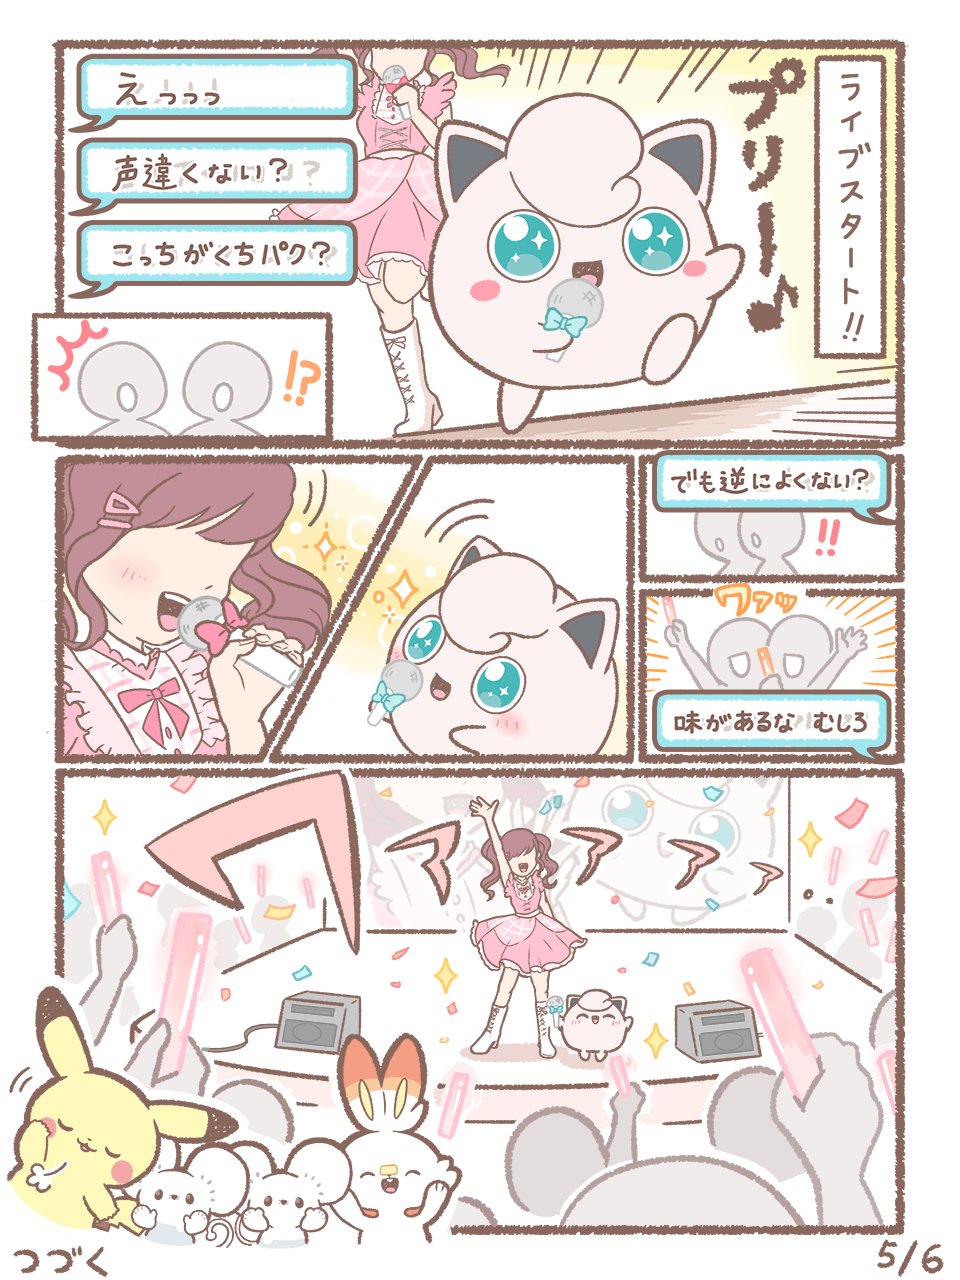 ライブスタート!!
プリー♪
えっっっ
声違くない?
こっちがくちパク?
!?
でも逆によくない?
!!
ワアッ
味があるな むしろ
ワァァァァ
つづく
5/6